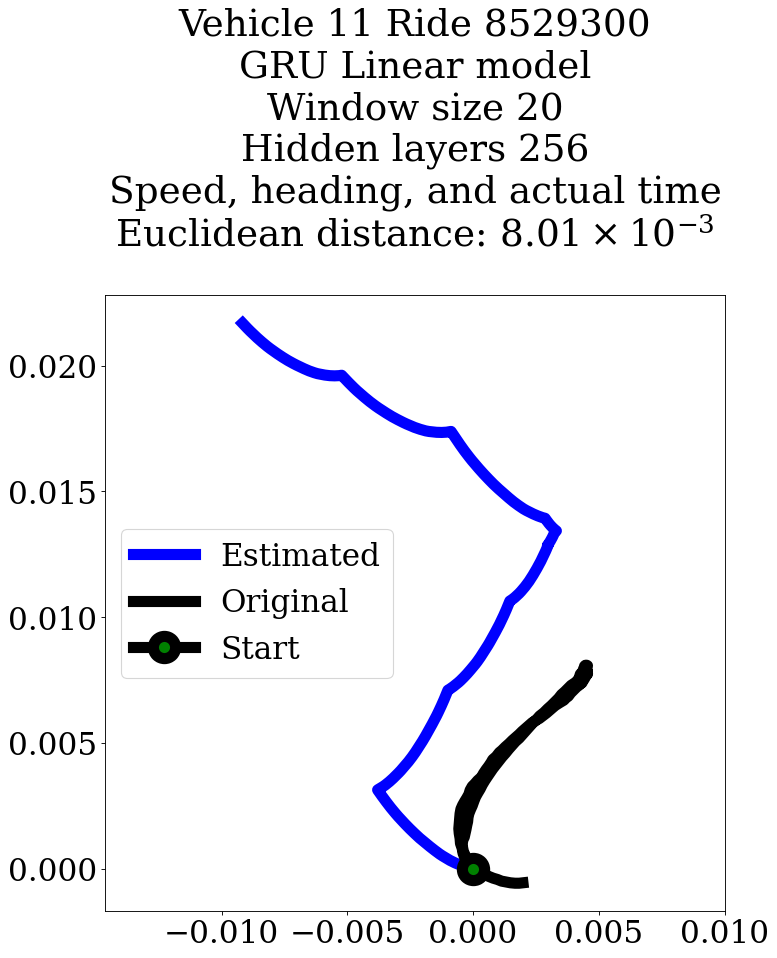 Vehicle 11 Ride 8529300
GRU Linear model
Window size 20
Hidden layers 256
Speed, heading, and actual time
Euclidean distance: 8.01 × 10⁻³
0.020
0.015
0.010
0.005
0.000
Estimated
Original
Start
−0.010 −0.005 0.000 0.005 0.010